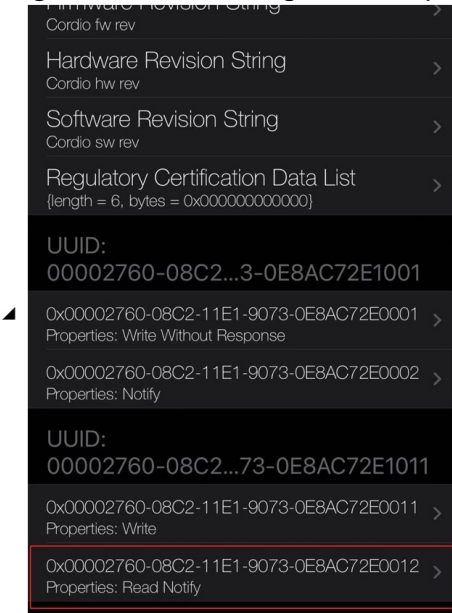 Firmware Revision String
Cordio fw rev
Hardware Revision String
Cordio hw rev
Software Revision String
Cordio sw rev
Regulatory Certification Data List
{length = 6, bytes = 0x000000000000}
UUID:
00002760-08C2...3-0E8AC72E1001
0x00002760-08C2-11E1-9073-0E8AC72E0001
Properties: Write Without Response
0x00002760-08C2-11E1-9073-0E8AC72E0002
Properties: Notify
UUID:
00002760-08C2...73-0E8AC72E1011
0x00002760-08C2-11E1-9073-0E8AC72E0011
Properties: Write
0x00002760-08C2-11E1-9073-0E8AC72E0012
Properties: Read Notify